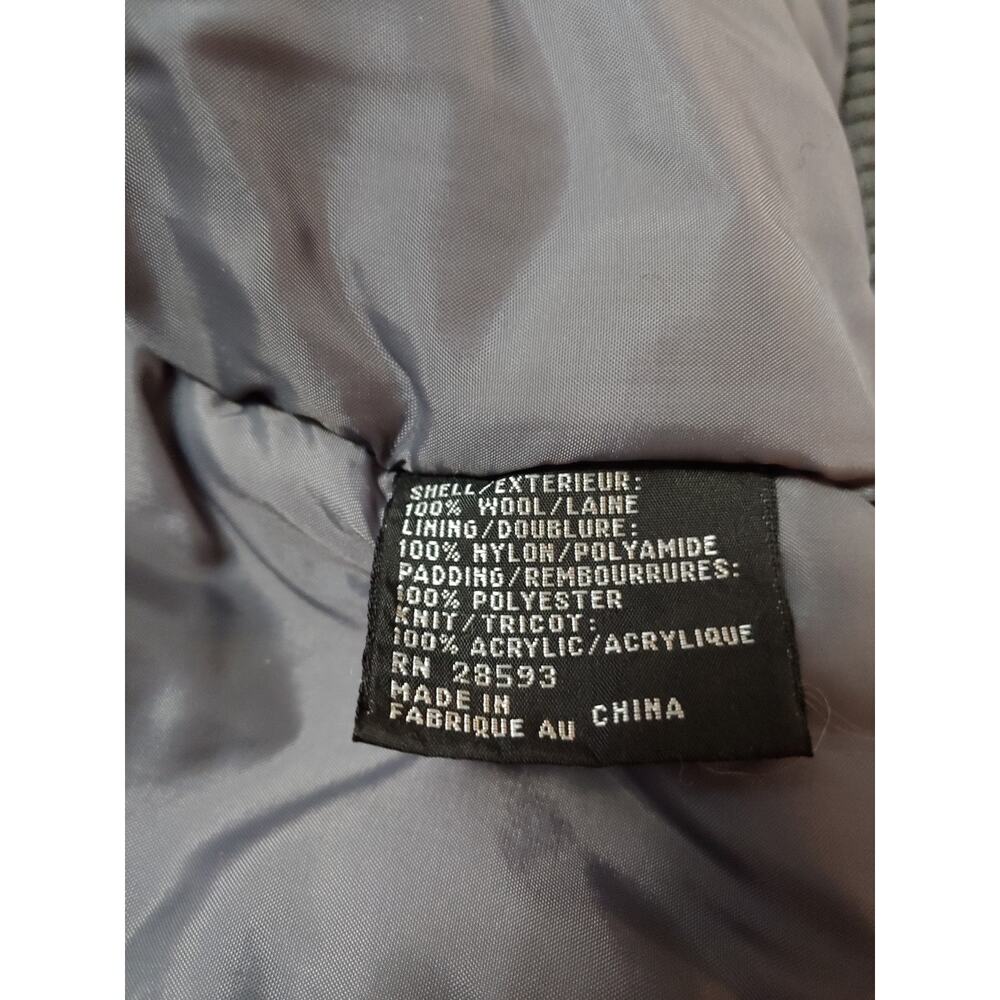 SHELL/EXTERIEUR:
100% WOOL/LAINE
LINING/DOUBLURE:
100% NYLON/POLYAMIDE
PADDING/REMBOURRURES:
100% POLYESTER
KNIT/TRICOT:
100% ACRYLIC/ACRYLIQUE
RN 28593
MADE IN
FABRIQUE AU CHINA